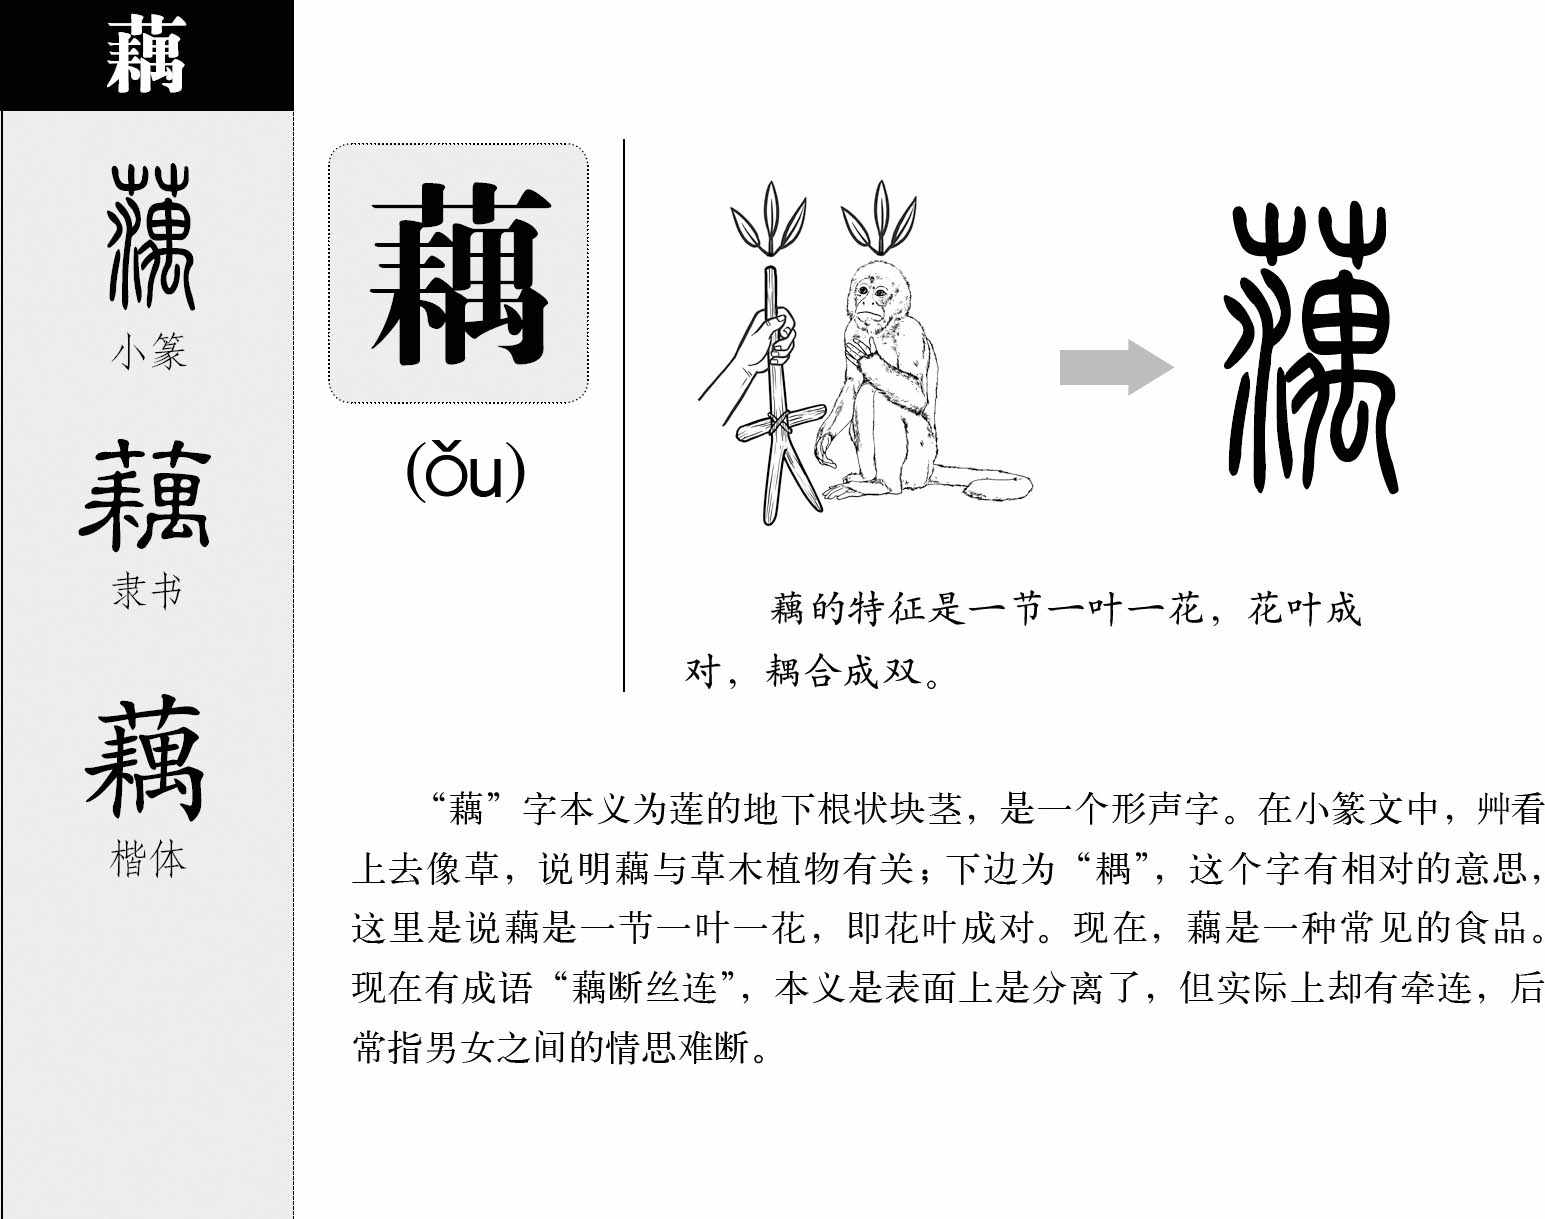 藕
小篆
隶书
楷体
藕
(ǒu)
藕的特征是一节一叶一花，花叶成
对，耦合成双。
“藕”字本义为莲的地下根状块茎，是一个形声字。在小篆文中，艸看
上去像草，说明藕与草木植物有关；下边为“耦”，这个字有相对的意思，
这里是说藕是一节一叶一花，即花叶成对。现在，藕是一种常见的食品。
现在有成语“藕断丝连”，本义是表面上是分离了，但实际上却有牵连，后
常指男女之间的情思难断。